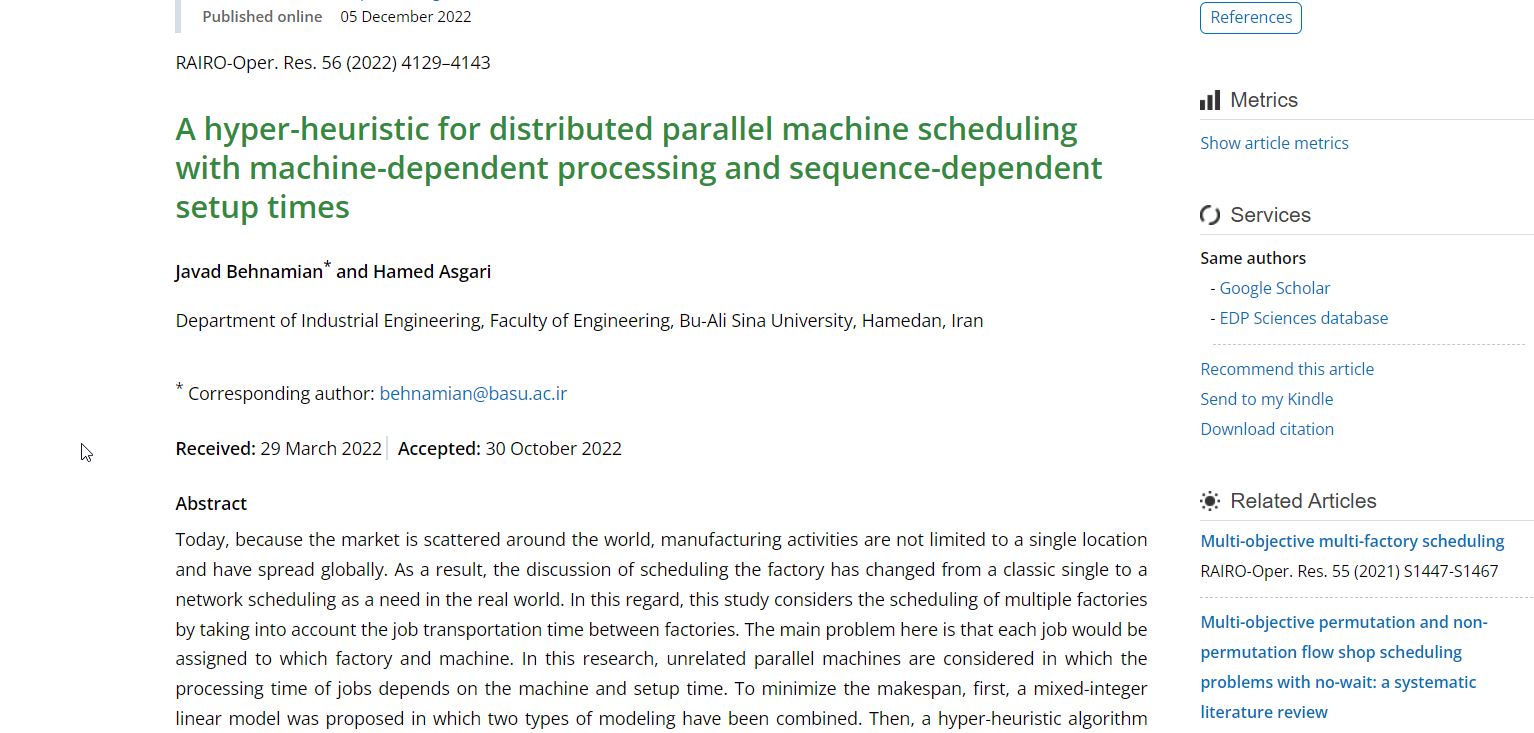 Published online 05 December 2022
RAIRO-Oper. Res. 56 (2022) 4129–4143
A hyper-heuristic for distributed parallel machine scheduling
with machine-dependent processing and sequence-dependent
setup times
Javad Behnamian* and Hamed Asgari
Department of Industrial Engineering, Faculty of Engineering, Bu-Ali Sina University, Hamedan, Iran
* Corresponding author: behnamian@basu.ac.ir
Received: 29 March 2022 Accepted: 30 October 2022
Abstract
Today, because the market is scattered around the world, manufacturing activities are not limited to a single location
and have spread globally. As a result, the discussion of scheduling the factory has changed from a classic single to a
network scheduling as a need in the real world. In this regard, this study considers the scheduling of multiple factories
by taking into account the job transportation time between factories. The main problem here is that each job would be
assigned to which factory and machine. In this research, unrelated parallel machines are considered in which the
processing time of jobs depends on the machine and setup time. To minimize the makespan, first, a mixed-integer
linear model was proposed in which two types of modeling have been combined. Then, a hyper-heuristic algorithm
References
Metrics
Show article metrics
Services
Same authors
- Google Scholar
- EDP Sciences database
Recommend this article
Send to my Kindle
Download citation
Related Articles
Multi-objective multi-factory scheduling
RAIRO-Oper. Res. 55 (2021) S1447-S1467
Multi-objective permutation and non-
permutation flow shop scheduling
problems with no-wait: a systematic
literature review